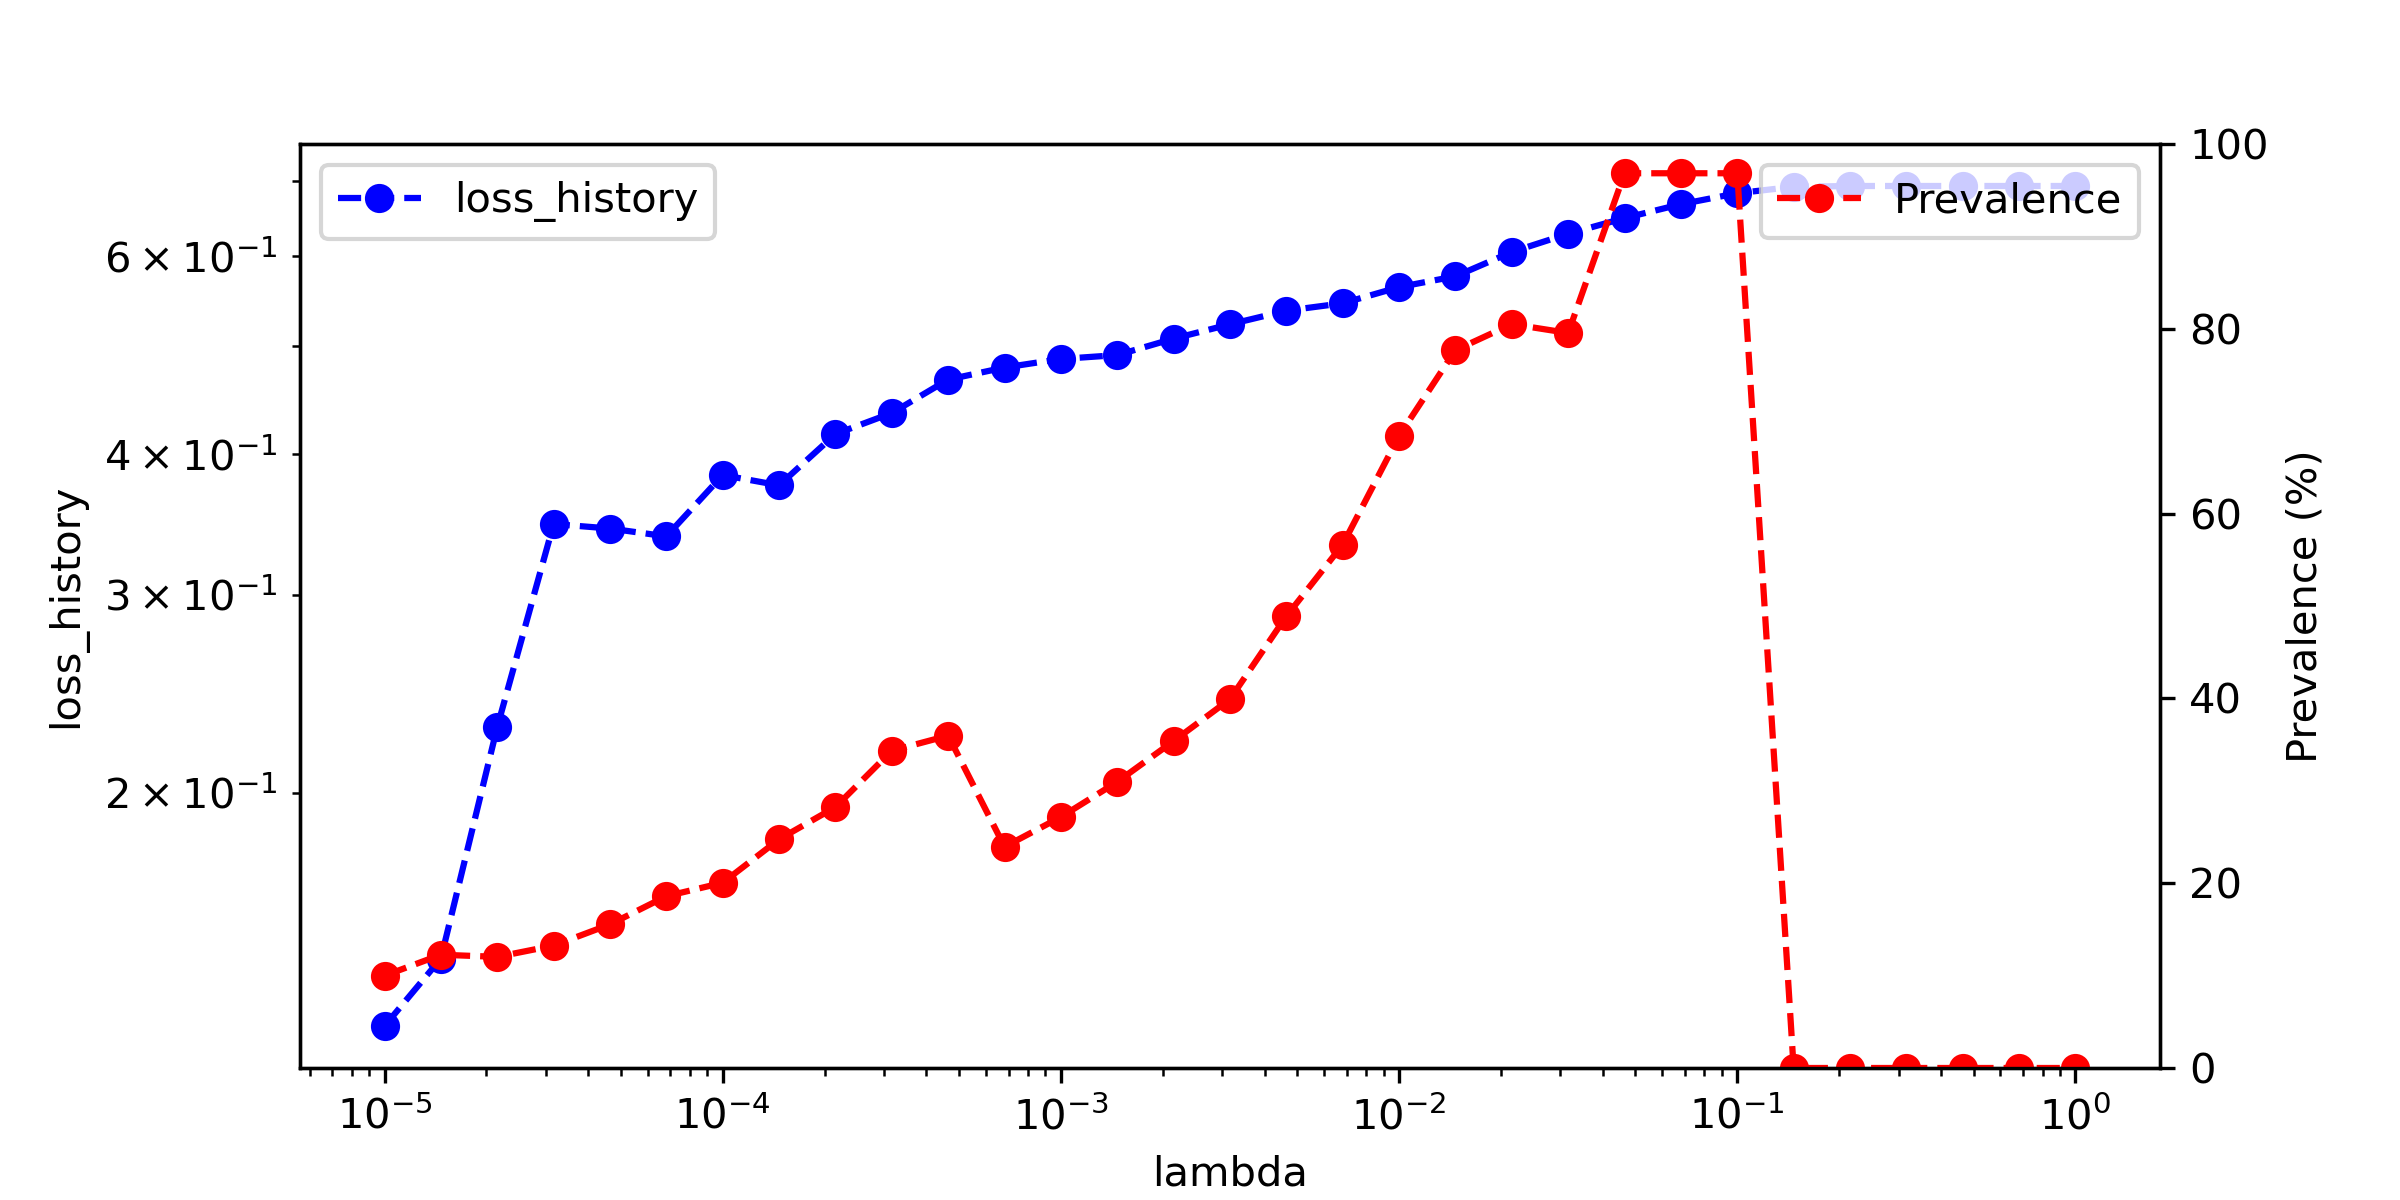 loss_history
Prevalence
6 × 10⁻¹
4 × 10⁻¹
3 × 10⁻¹
2 × 10⁻¹
loss_history
100
80
60
40
20
0
Prevalence (%)
10⁻⁵ 10⁻⁴ 10⁻³ 10⁻² 10⁻¹ 10⁰
lambda